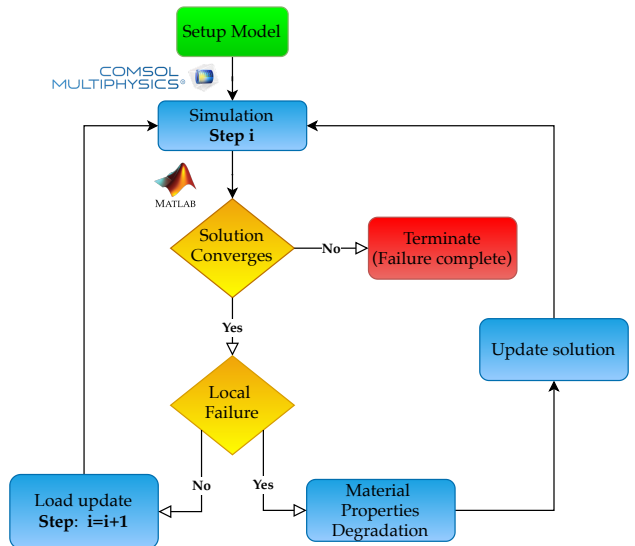 Setup Model
COMSOL
MULTIPHYSICS®
Simulation
Step i
MATLAB
Solution
Converges
No
Terminate
(Failure complete)
Yes
Update solution
Local
Failure
No
Yes
Load update
Step: i=i+1
Material
Properties
Degradation